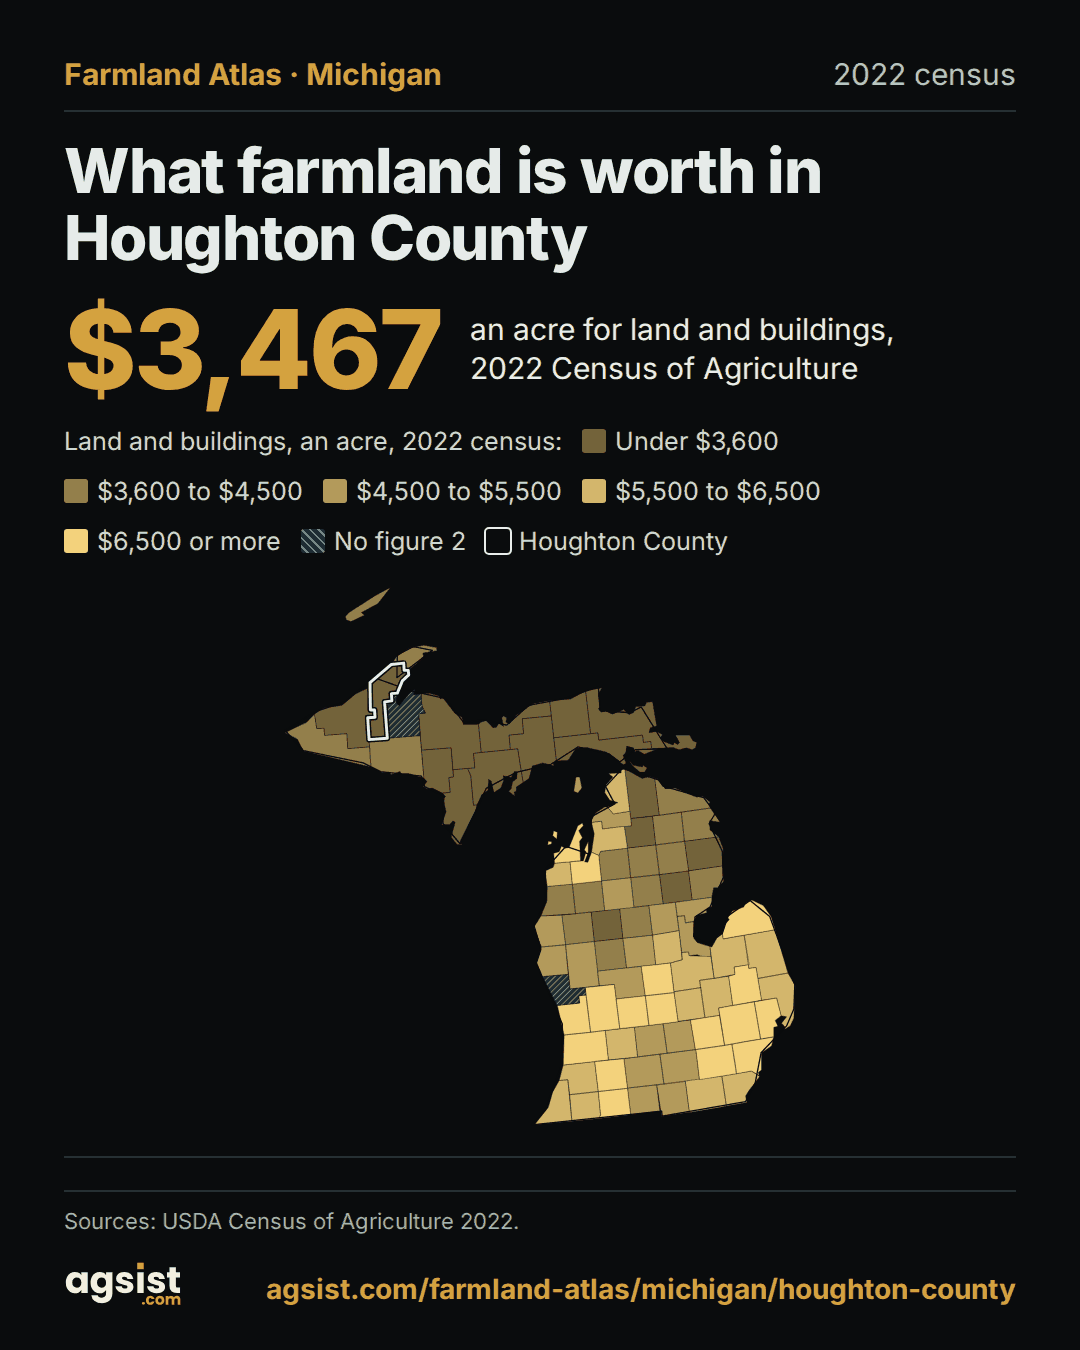 Farmland Atlas · Michigan
2022 census
What farmland is worth in
Houghton County
$3,467
an acre for land and buildings,
2022 Census of Agriculture
Land and buildings, an acre, 2022 census: Under $3,600
$3,600 to $4,500 $4,500 to $5,500 $5,500 to $6,500
$6,500 or more No figure 2 Houghton County
Sources: USDA Census of Agriculture 2022.
agsist
.com
agsist.com/farmland-atlas/michigan/houghton-county